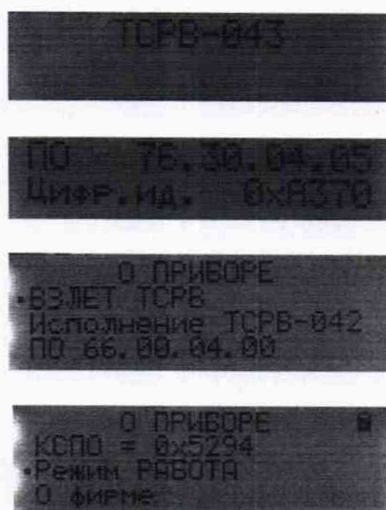 ТСРВ-043
ПО 76.30.04.05
Цифр.ид. 0xA370
О ПРИБОРЕ
·ВЗЛЕТ ТСРВ
Исполнение ТСРВ-042
ПО 66.00.04.00
О ПРИБОРЕ
КСПО = 0x5294
·Режим РАБОТА
О фирме